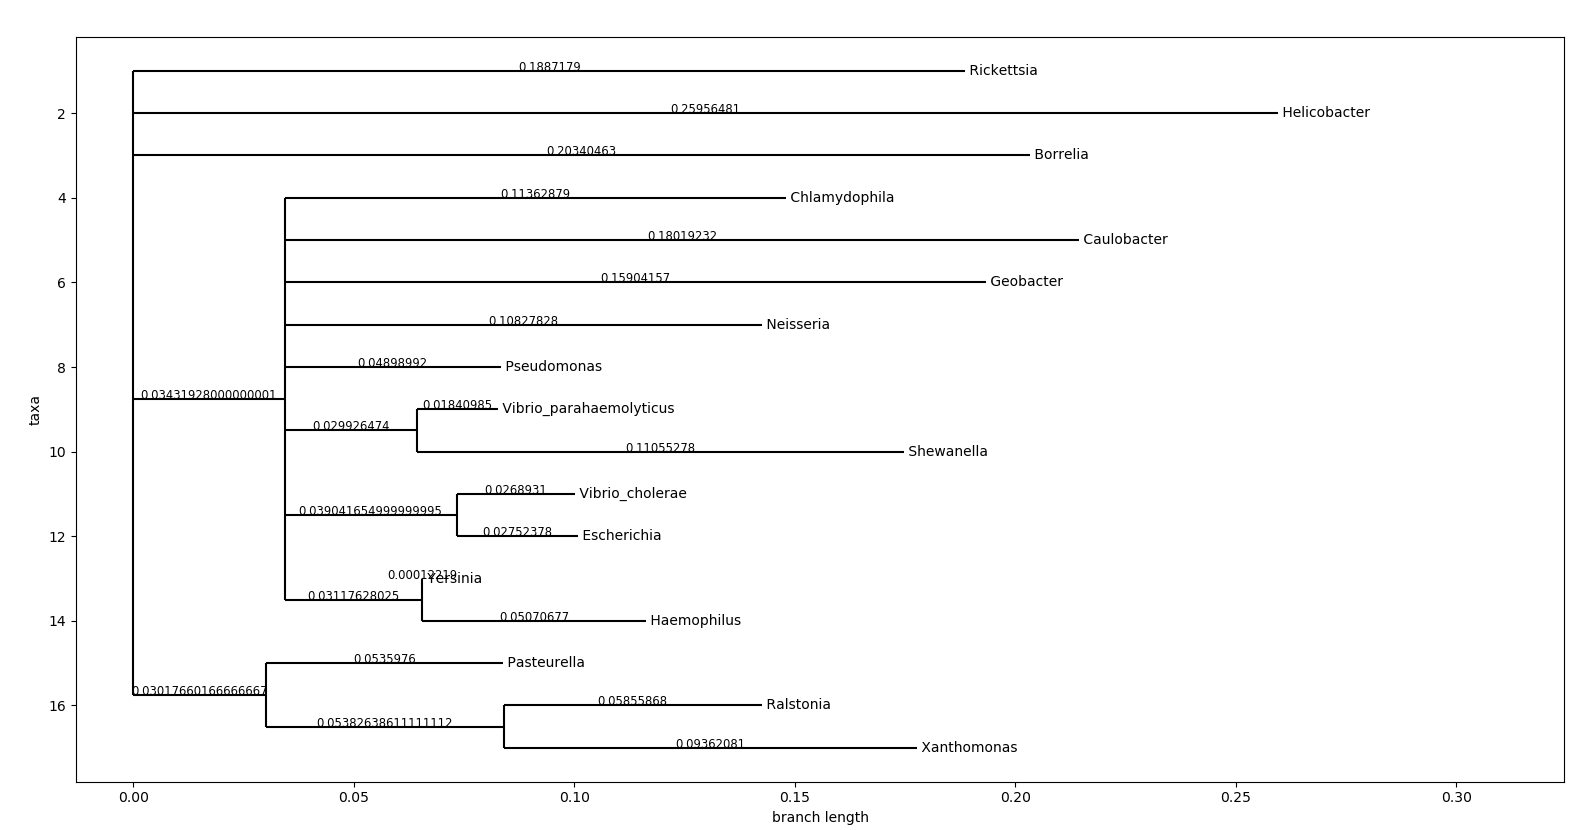 0.1887179
Rickettsia
2
0.25956481
Helicobacter
0.20340463
Borrelia
4
0.11362879
Chlamydophila
0.18019232
Caulobacter
6
0.15904157
Geobacter
0.10827828
Neisseria
8
0.04898992
Pseudomonas
0.03431928000000001
taxa
0.01840985
Vibrio_parahaemolyticus
0.029926474
10
0.11055278
Shewanella
0.0268931
Vibrio_cholerae
0.039041654999999995
12
0.02752378
Escherichia
0.00012219
Yersinia
0.03117628025
14
0.05070677
Haemophilus
0.0535976
Pasteurella
0.03017660166666667
16
0.05855868
Ralstonia
0.05382638611111112
0.09362081
Xanthomonas
0.00 0.05 0.10 0.15 0.20 0.25 0.30
branch length